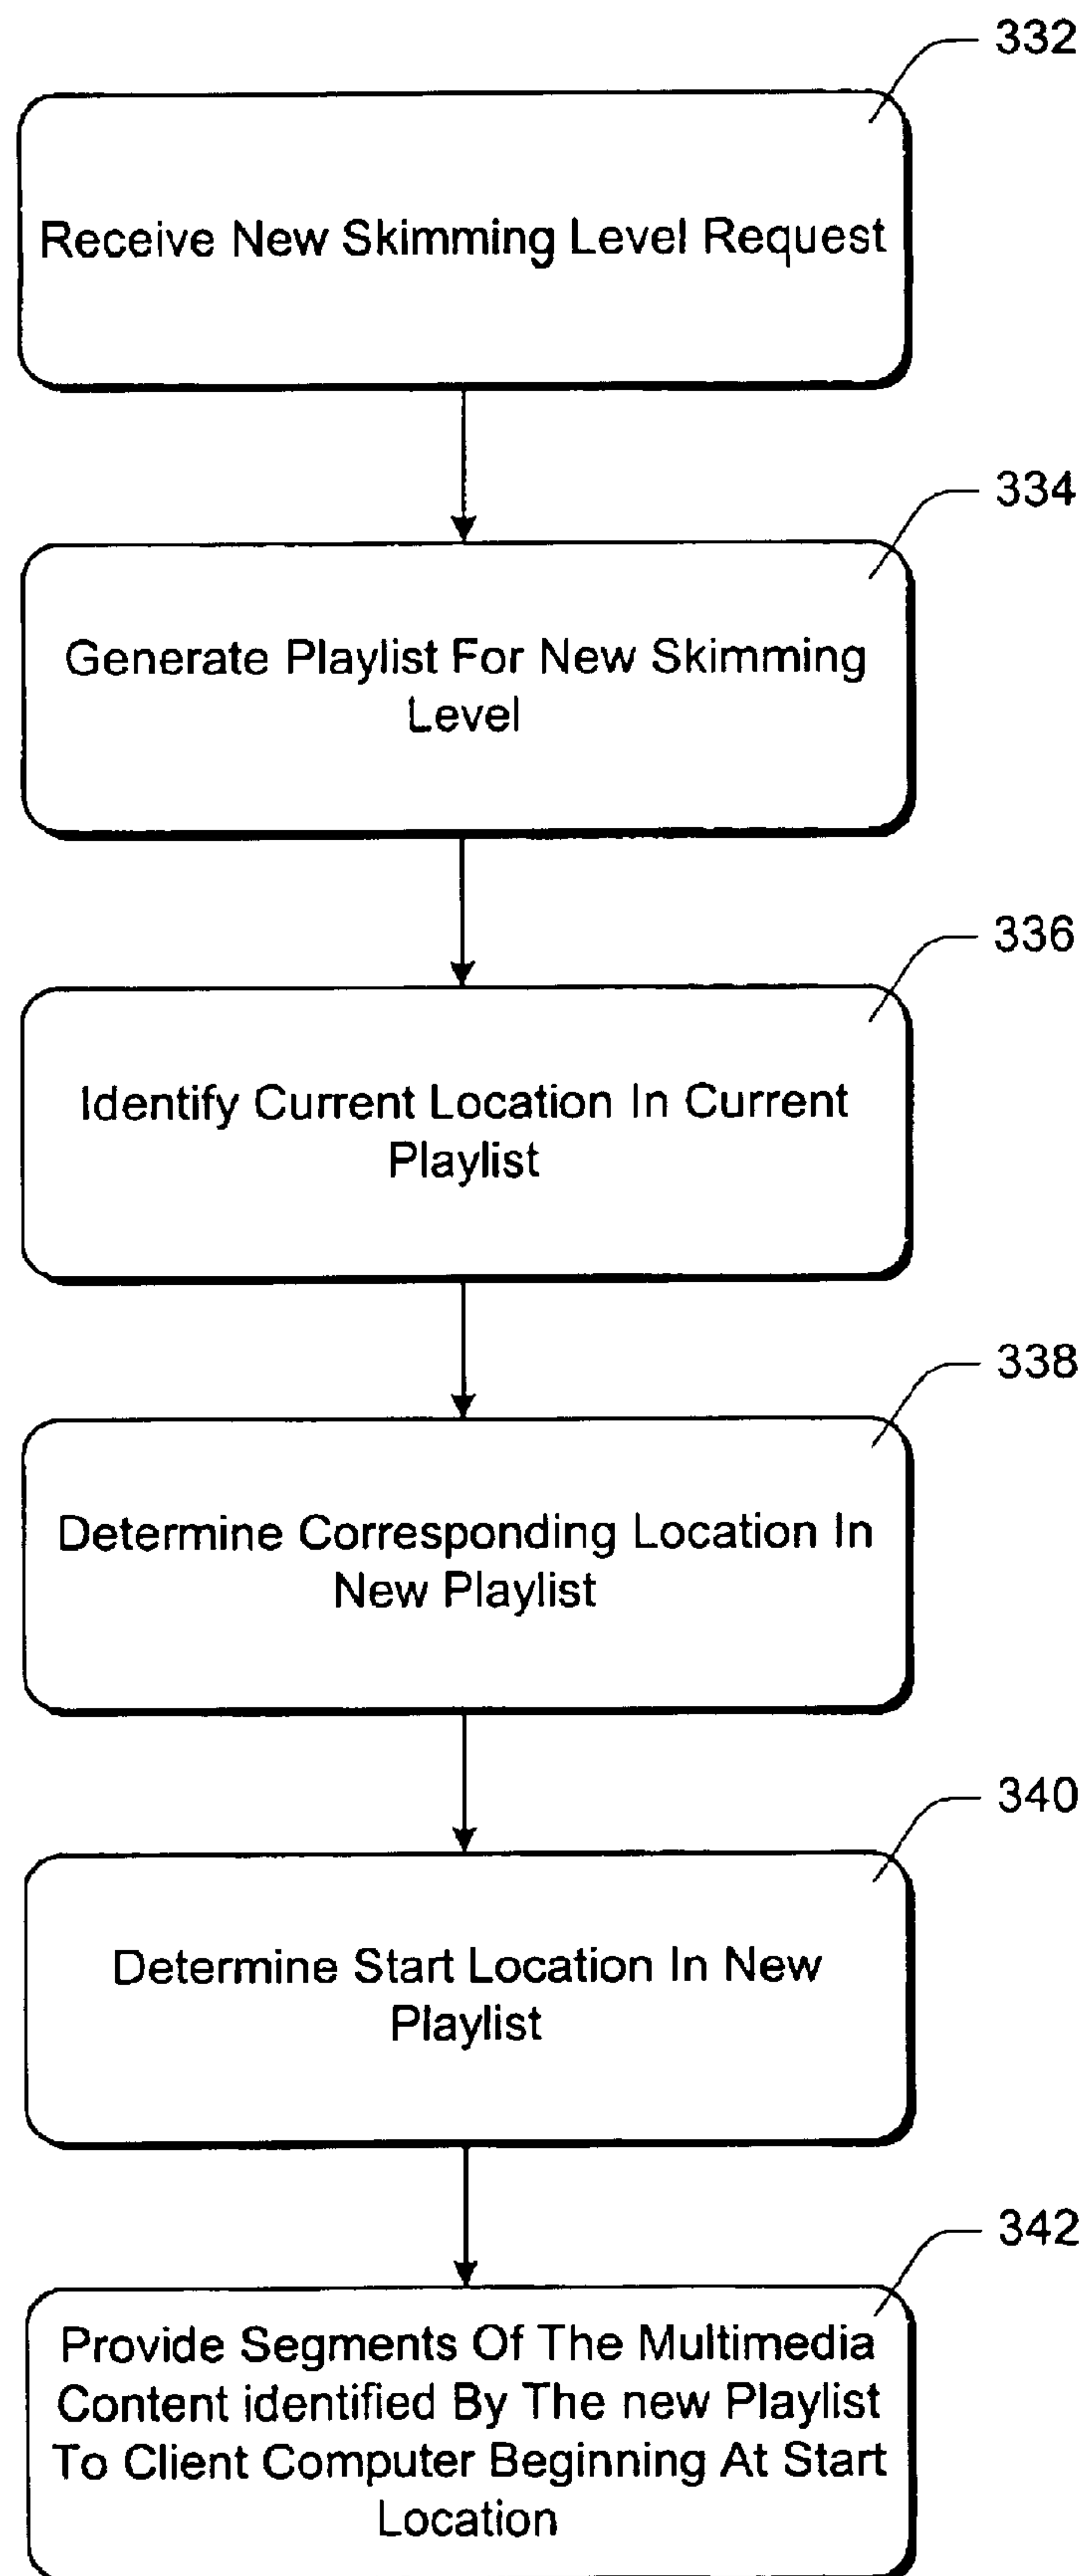 332
Receive New Skimming Level Request
334
Generate Playlist For New Skimming
Level
336
Identify Current Location In Current
Playlist
338
Determine Corresponding Location In
New Playlist
340
Determine Start Location In New
Playlist
342
Provide Segments Of The Multimedia
Content identified By The new Playlist
To Client Computer Beginning At Start
Location